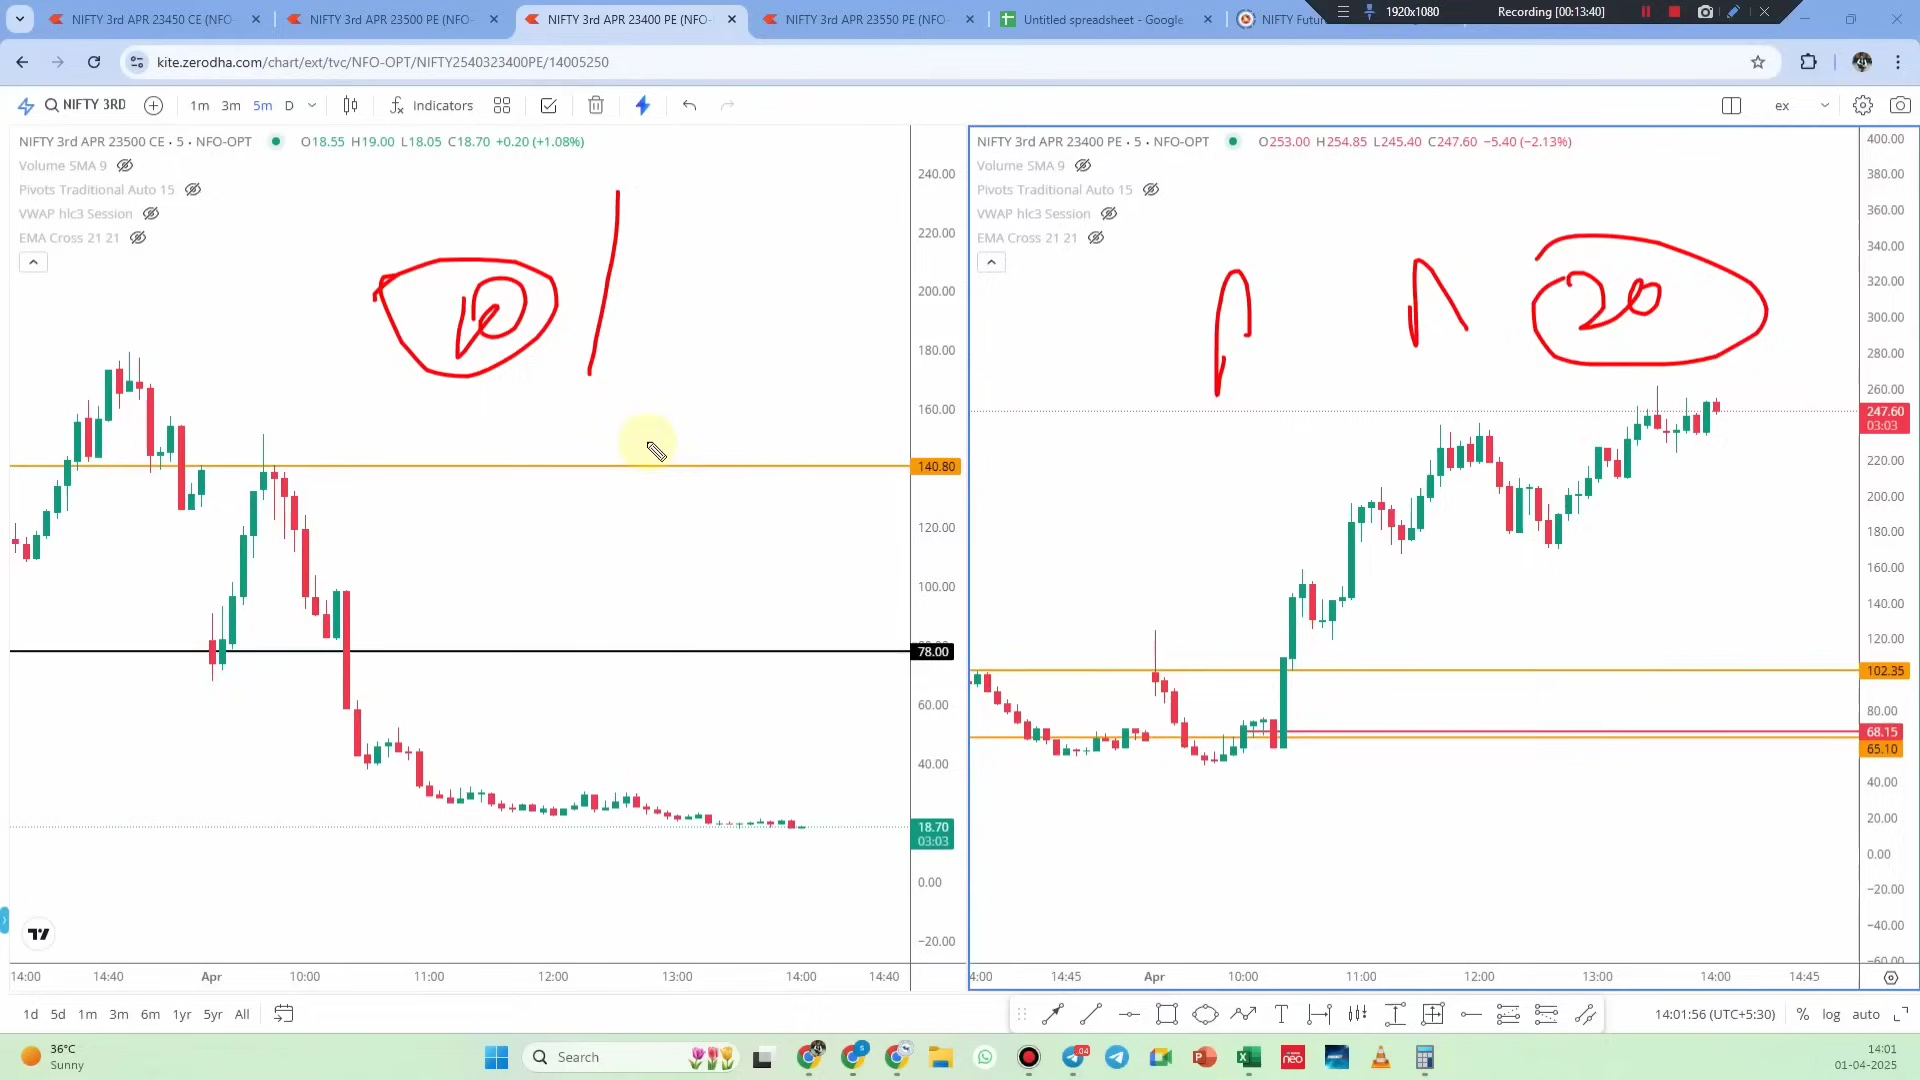 NIFTY 3rd APR 23450 CE (NFO-
NIFTY 3rd APR 23500 PE (NFO-
NIFTY 3rd APR 23400 PE (NFO-
NIFTY 3rd APR 23550 PE (NFO-
Untitled spreadsheet - Google
NIFTY Futu
1920x1080
Recording [00:13:40]
kite.zerodha.com/chart/ext/tvc/NFO-OPT/NIFTY2540323400PE/14005250
NIFTY 3RD
1m 3m 5m D
Indicators
ex
NIFTY 3rd APR 23500 CE • 5 • NFO-OPT
O18.55 H19.00 L18.05 C18.70 +0.20 (+1.08%)
Volume SMA 9
Pivots Traditional Auto 15
VWAP hlc3 Session
EMA Cross 21 21
10
240.00
220.00
200.00
180.00
160.00
140.80
120.00
100.00
78.00
60.00
40.00
18.70
03:03
0.00
−20.00
14:00 14:40 Apr 10:00 11:00 12:00 13:00 14:00 14:40
NIFTY 3rd APR 23400 PE • 5 • NFO-OPT
O253.00 H254.85 L245.40 C247.60 −5.40 (−2.13%)
Volume SMA 9
Pivots Traditional Auto 15
VWAP hlc3 Session
EMA Cross 21 21
20
400.00
380.00
360.00
340.00
320.00
300.00
280.00
260.00
247.60
03:03
220.00
200.00
180.00
160.00
140.00
120.00
102.35
80.00
68.15
65.10
40.00
20.00
0.00
−20.00
−40.00
−60.00
4:00 14:45 Apr 10:00 11:00 12:00 13:00 14:00 14:45
1d 5d 1m 3m 6m 1yr 5yr All
14:01:56 (UTC+5:30) % log auto
36°C
Sunny
Search
04
neo
14:01
01-04-2025